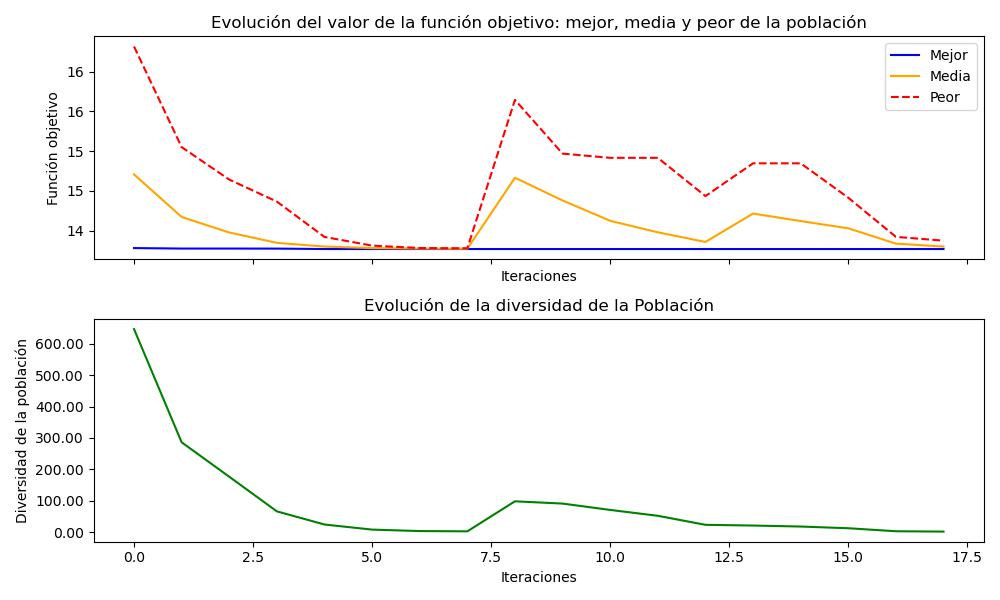 Evolución del valor de la función objetivo: mejor, media y peor de la población
Función objetivo
16
16
15
15
14
Mejor
Media
Peor
Iteraciones
Evolución de la diversidad de la Población
Diversidad de la población
600.00
500.00
400.00
300.00
200.00
100.00
0.00
0.0 2.5 5.0 7.5 10.0 12.5 15.0 17.5
Iteraciones